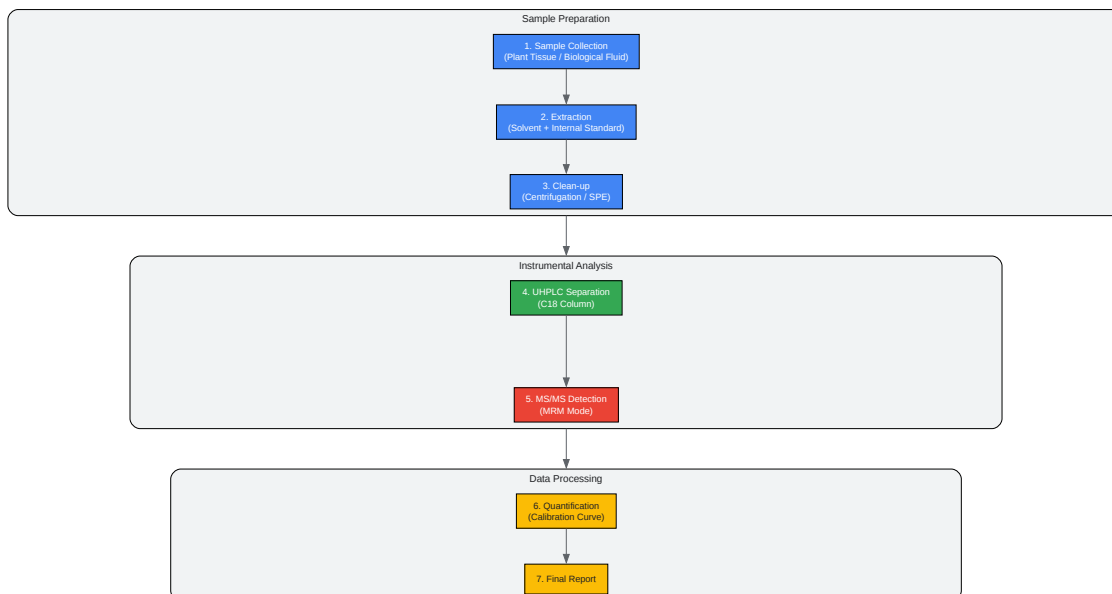 Sample Preparation
1. Sample Collection
(Plant Tissue / Biological Fluid)
2. Extraction
(Solvent + Internal Standard)
3. Clean-up
(Centrifugation / SPE)
Instrumental Analysis
4. UHPLC Separation
(C18 Column)
5. MS/MS Detection
(MRM Mode)
Data Processing
6. Quantification
(Calibration Curve)
7. Final Report